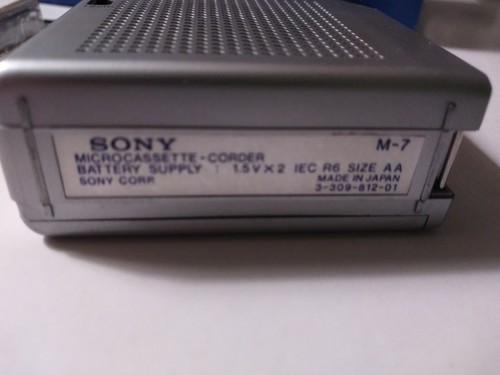 SONY M-7
MICROCASSETTE-CORDER
BATTERY SUPPLY : 1.5V×2 IEC R6 SIZE AA
SONY CORP. MADE IN JAPAN
3-309-812-01